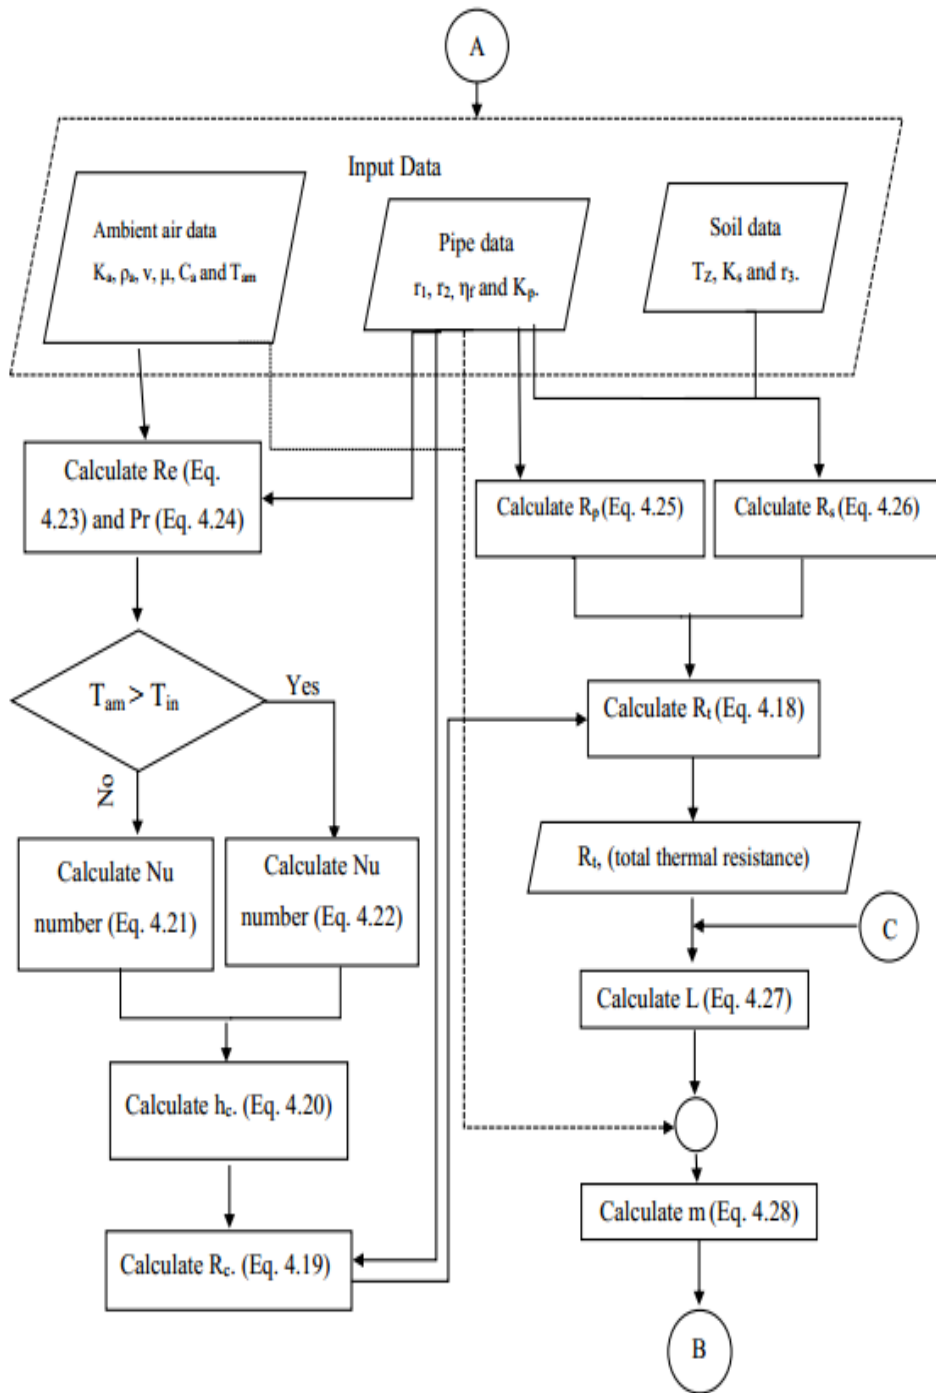 A
Input Data
Ambient air data
Kₐ, ρₐ, ν, μ, Cₐ and Tₐₘ
Pipe data
r₁, r₂, ηf and Kₚ.
Soil data
T_Z, Kₛ and r₃.
Calculate Re (Eq.
4.23) and Pr (Eq. 4.24)
Calculate Rₚ (Eq. 4.25)
Calculate Rₛ (Eq. 4.26)
Tₐₘ > Tᵢₙ
Yes
No
Calculate Rₜ (Eq. 4.18)
Calculate Nu
number (Eq. 4.21)
Calculate Nu
number (Eq. 4.22)
Rₜ, (total thermal resistance)
C
Calculate L (Eq. 4.27)
Calculate h_c. (Eq. 4.20)
Calculate m (Eq. 4.28)
Calculate R_c. (Eq. 4.19)
B